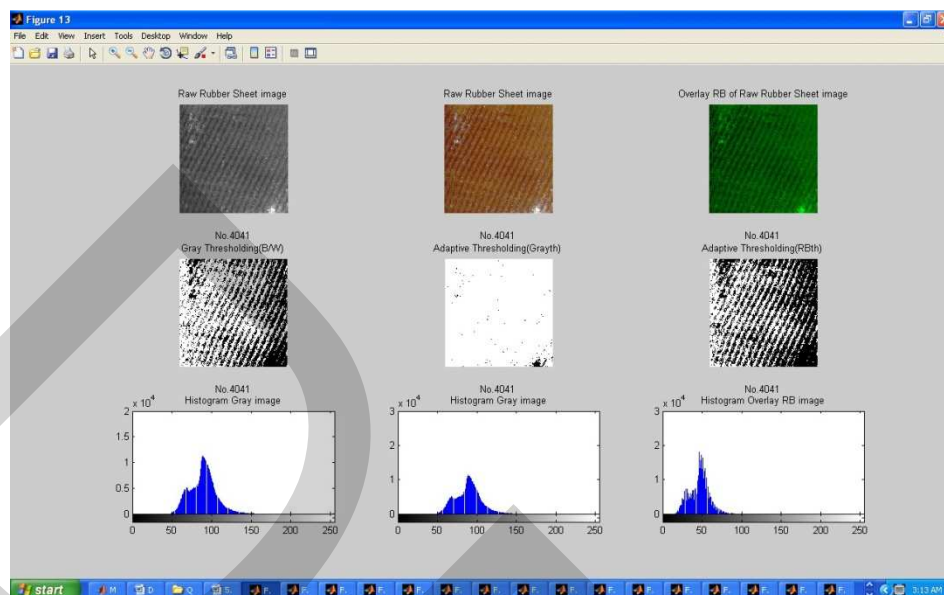 Figure 13
File Edit View Insert Tools Desktop Window Help
Raw Rubber Sheet image
Raw Rubber Sheet image
Overlay RB of Raw Rubber Sheet image
No.4041
Gray Thresholding(B/W)
No.4041
Adaptive Thresholding(Grayth)
No.4041
Adaptive Thresholding(RBth)
No.4041
Histogram Gray image
x 10^4
2
1.5
1
0.5
0
0 50 100 150 200 250
No.4041
Histogram Gray image
x 10^4
3
2
1
0
0 50 100 150 200 250
No.4041
Histogram Overlay RB image
x 10^4
3
2
1
0
0 50 100 150 200 250
start M D Q S. F. F. F. F. F. F. F. F. F. F. F. F. F. F. F. F. 3:13 AM